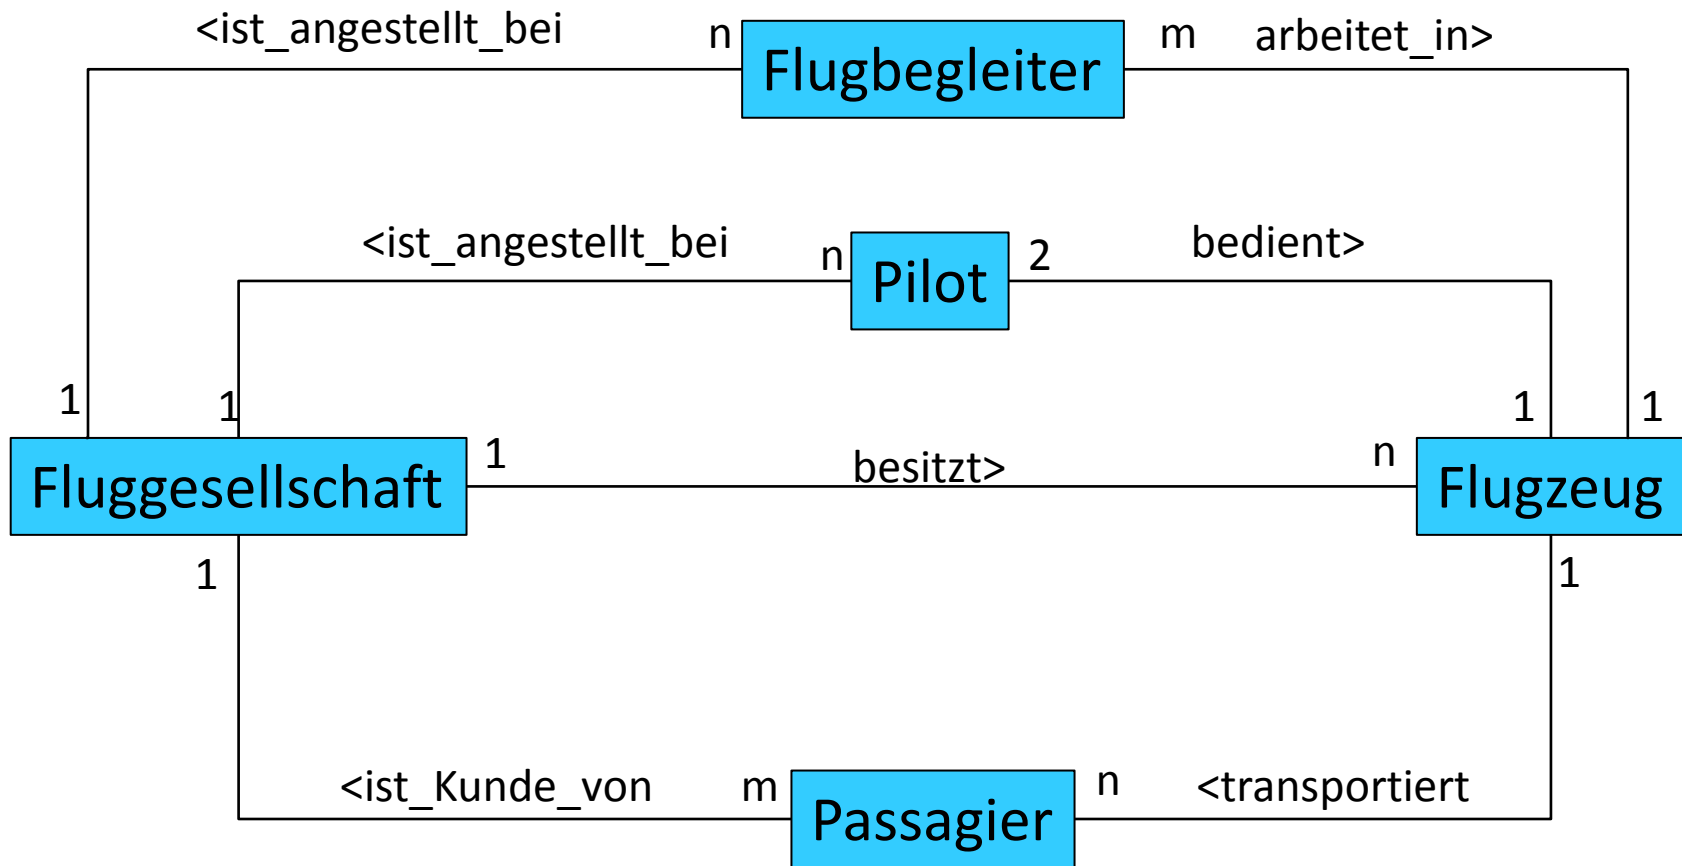 <ist_angestellt_bei n Flugbegleiter m arbeitet_in>
<ist_angestellt_bei n Pilot 2 bedient>
1 1 1 1
Fluggesellschaft 1 besitzt> n Flugzeug
1 1
<ist_Kunde_von m Passagier n <transportiert